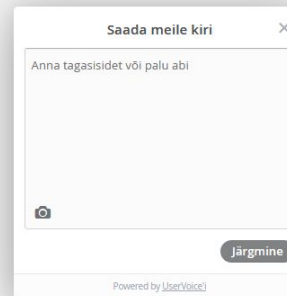 Saada meile kiri
Anna tagasisidet või palu abi
Järgmine
Powered by UserVoice'i